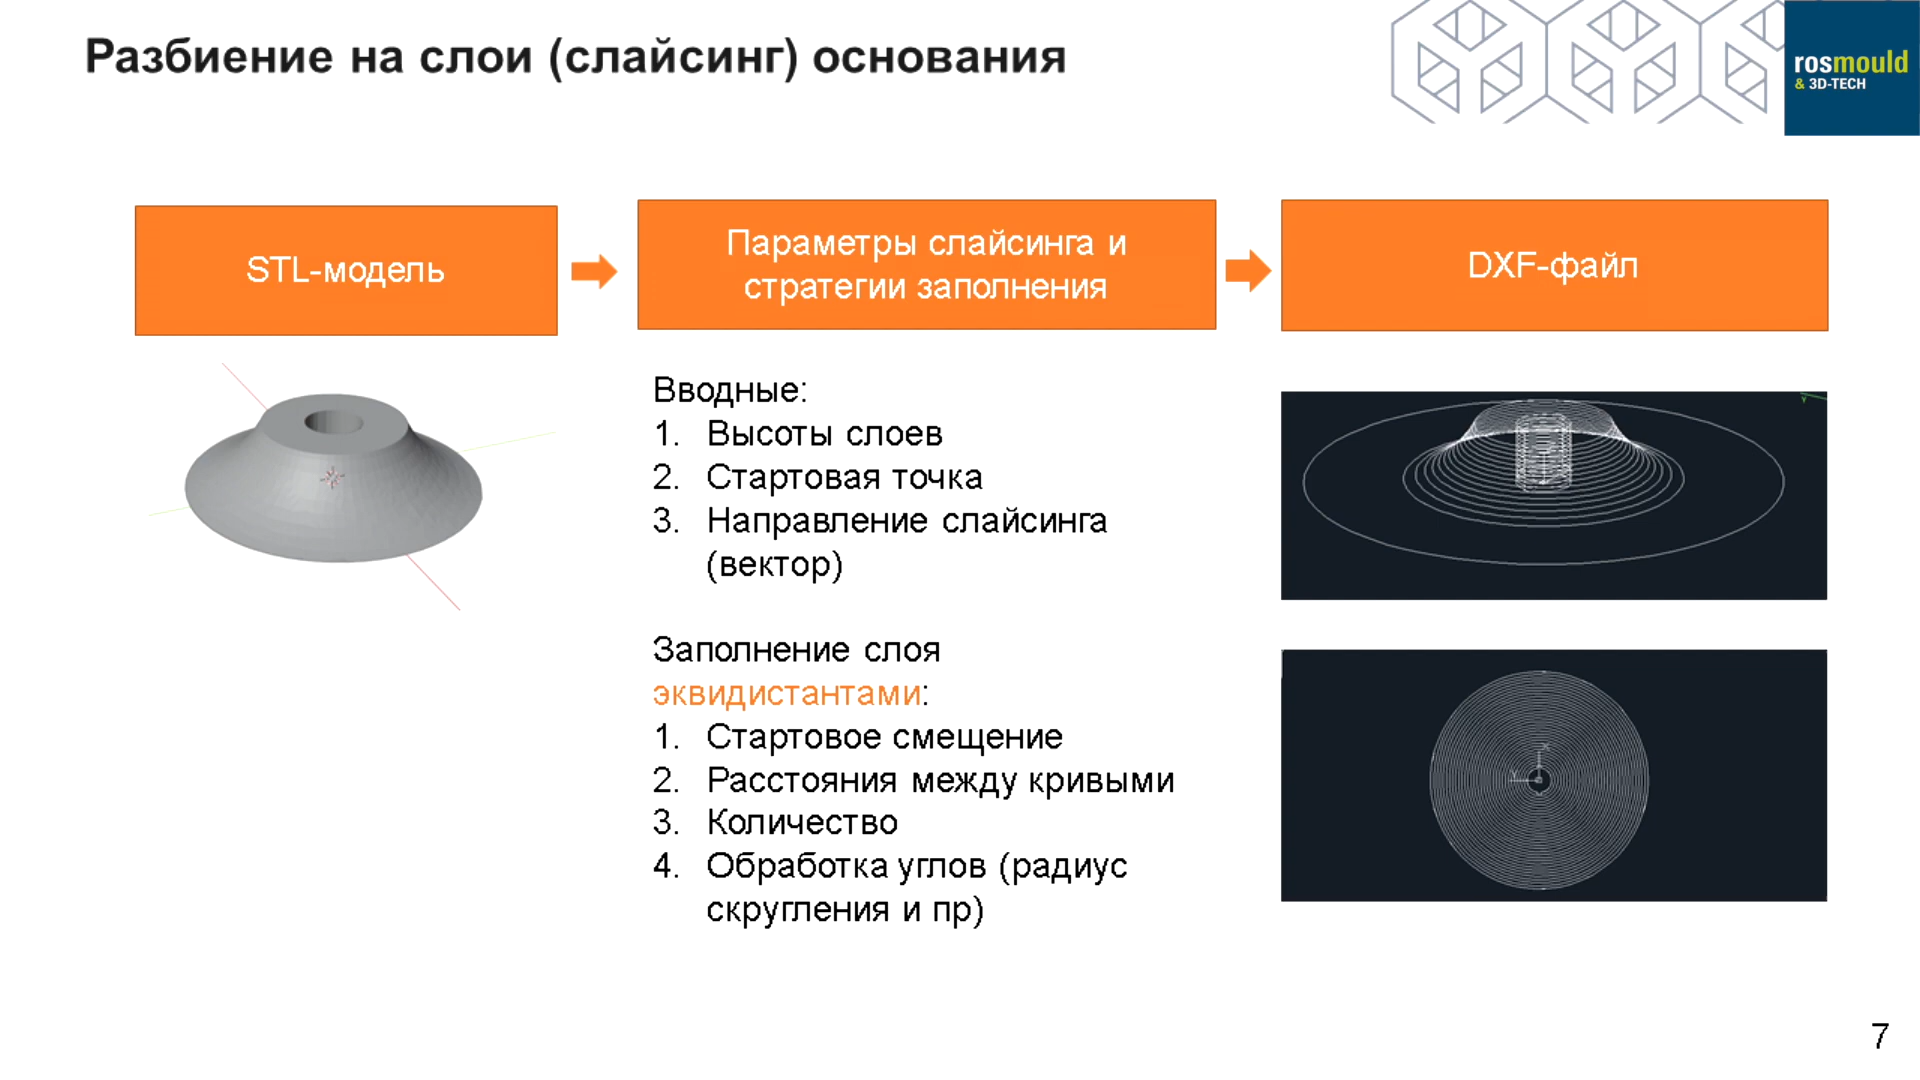 Разбиение на слои (слайсинг) основания
rosmould
& 3D-TECH
STL-модель
Параметры слайсинга и
стратегии заполнения
DXF-файл
Вводные:
1. Высоты слоев
2. Стартовая точка
3. Направление слайсинга
(вектор)
Заполнение слоя
эквидистантами:
1. Стартовое смещение
2. Расстояния между кривыми
3. Количество
4. Обработка углов (радиус
скругления и пр)
Y
X
Y
7